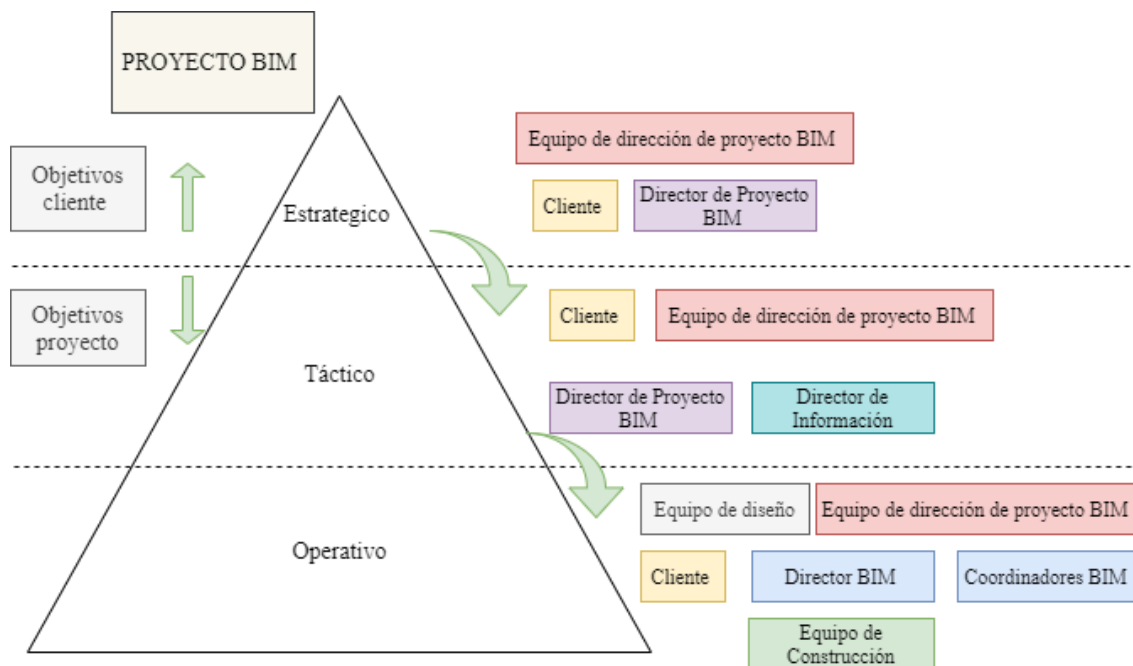 PROYECTO BIM
Equipo de dirección de proyecto BIM
Objetivos
cliente
Cliente
Director de Proyecto
BIM
Estrategico
Objetivos
proyecto
Cliente
Equipo de dirección de proyecto BIM
Táctico
Director de Proyecto
BIM
Director de
Información
Equipo de diseño
Equipo de dirección de proyecto BIM
Operativo
Cliente
Director BIM
Coordinadores BIM
Equipo de
Construcción